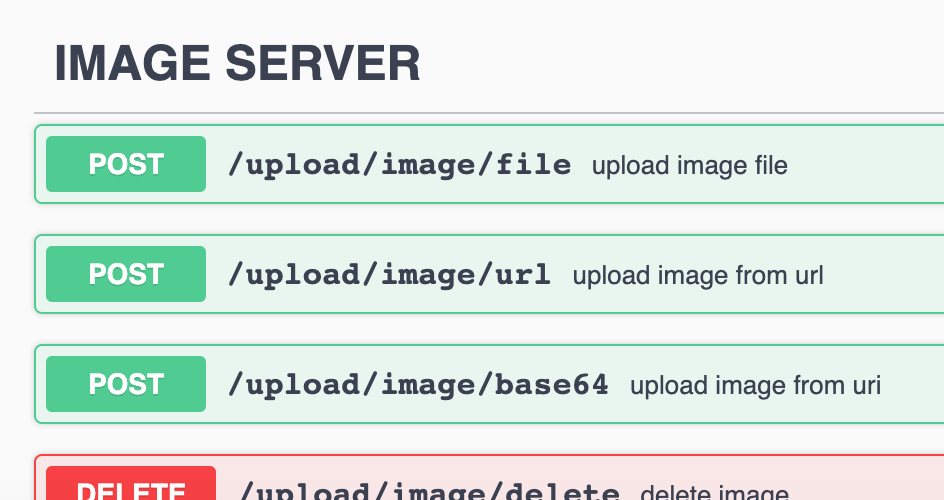 IMAGE SERVER
POST /upload/image/file upload image file
POST /upload/image/url upload image from url
POST /upload/image/base64 upload image from uri
DELETE /upload/image/delete delete image